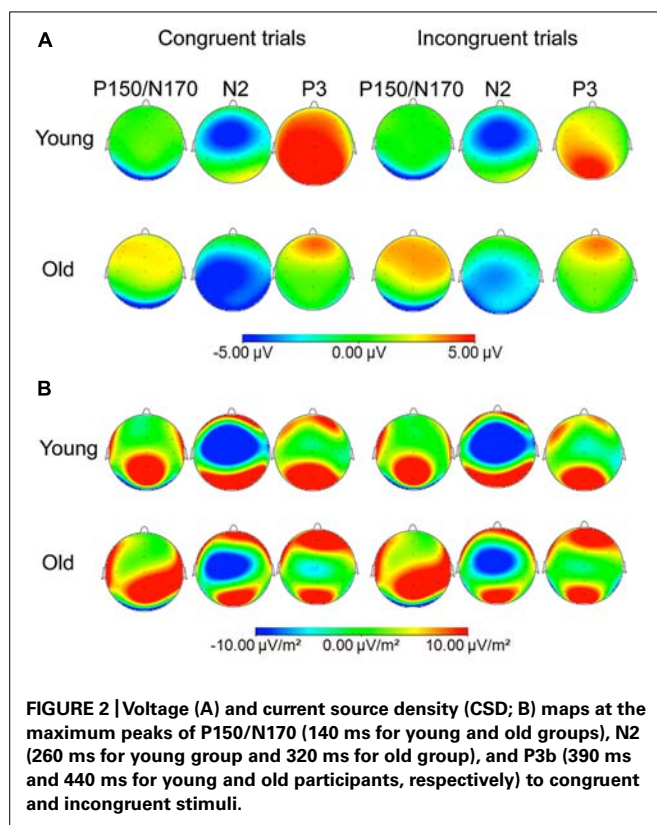 A
Congruent trials Incongruent trials
P150/N170 N2 P3 P150/N170 N2 P3
Young
Old
-5.00 µV 0.00 µV 5.00 µV
B
Young
Old
-10.00 µV/m² 0.00 µV/m² 10.00 µV/m²
FIGURE 2 | Voltage (A) and current source density (CSD; B) maps at the
maximum peaks of P150/N170 (140 ms for young and old groups), N2
(260 ms for young group and 320 ms for old group), and P3b (390 ms
and 440 ms for young and old participants, respectively) to congruent
and incongruent stimuli.